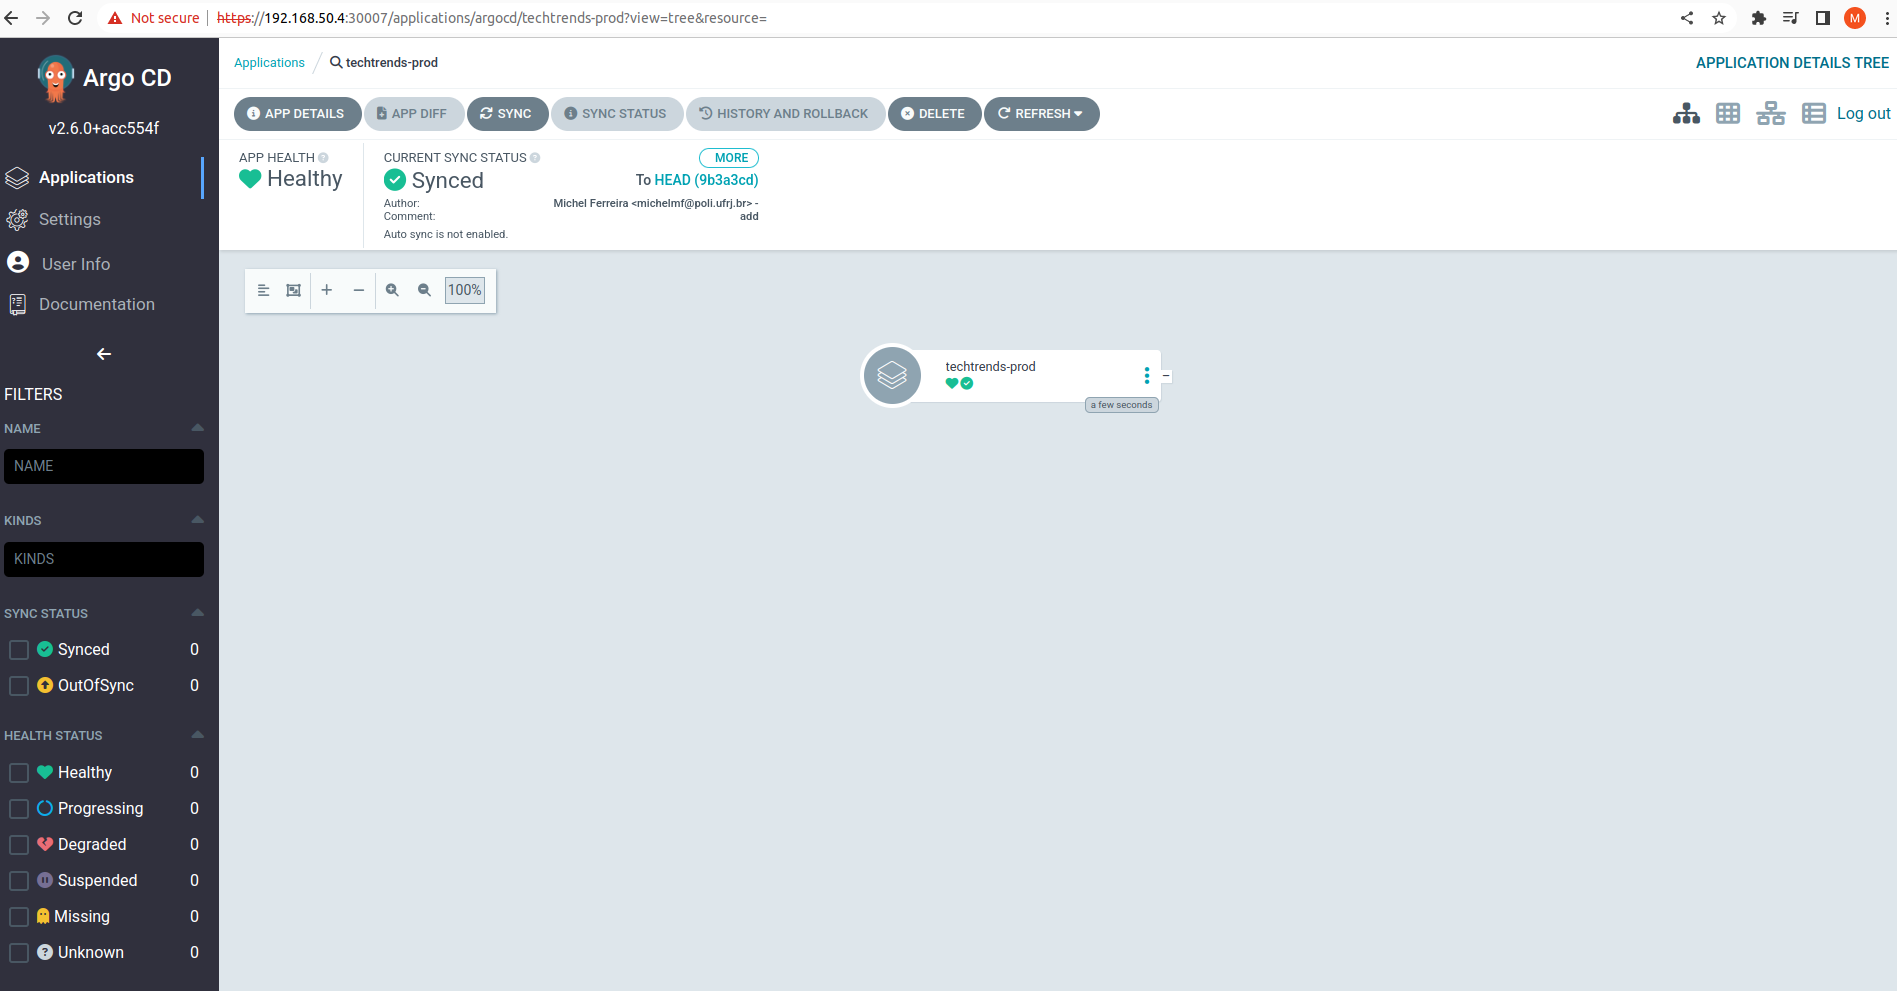 Not secure https://192.168.50.4:30007/applications/argocd/techtrends-prod?view=tree&resource= M
Argo CD
v2.6.0+acc554f
Applications
Settings
User Info
Documentation
FILTERS
NAME
NAME
KINDS
KINDS
SYNC STATUS
Synced 0
OutOfSync 0
HEALTH STATUS
Healthy 0
Progressing 0
Degraded 0
Suspended 0
Missing 0
Unknown 0
Applications / techtrends-prod APPLICATION DETAILS TREE
APP DETAILS APP DIFF SYNC SYNC STATUS HISTORY AND ROLLBACK DELETE REFRESH Log out
APP HEALTH
Healthy
CURRENT SYNC STATUS MORE
Synced To HEAD (9b3a3cd)
Author: Michel Ferreira <michelmf@poli.ufrj.br> -
Comment: add
Auto sync is not enabled.
100%
techtrends-prod
a few seconds